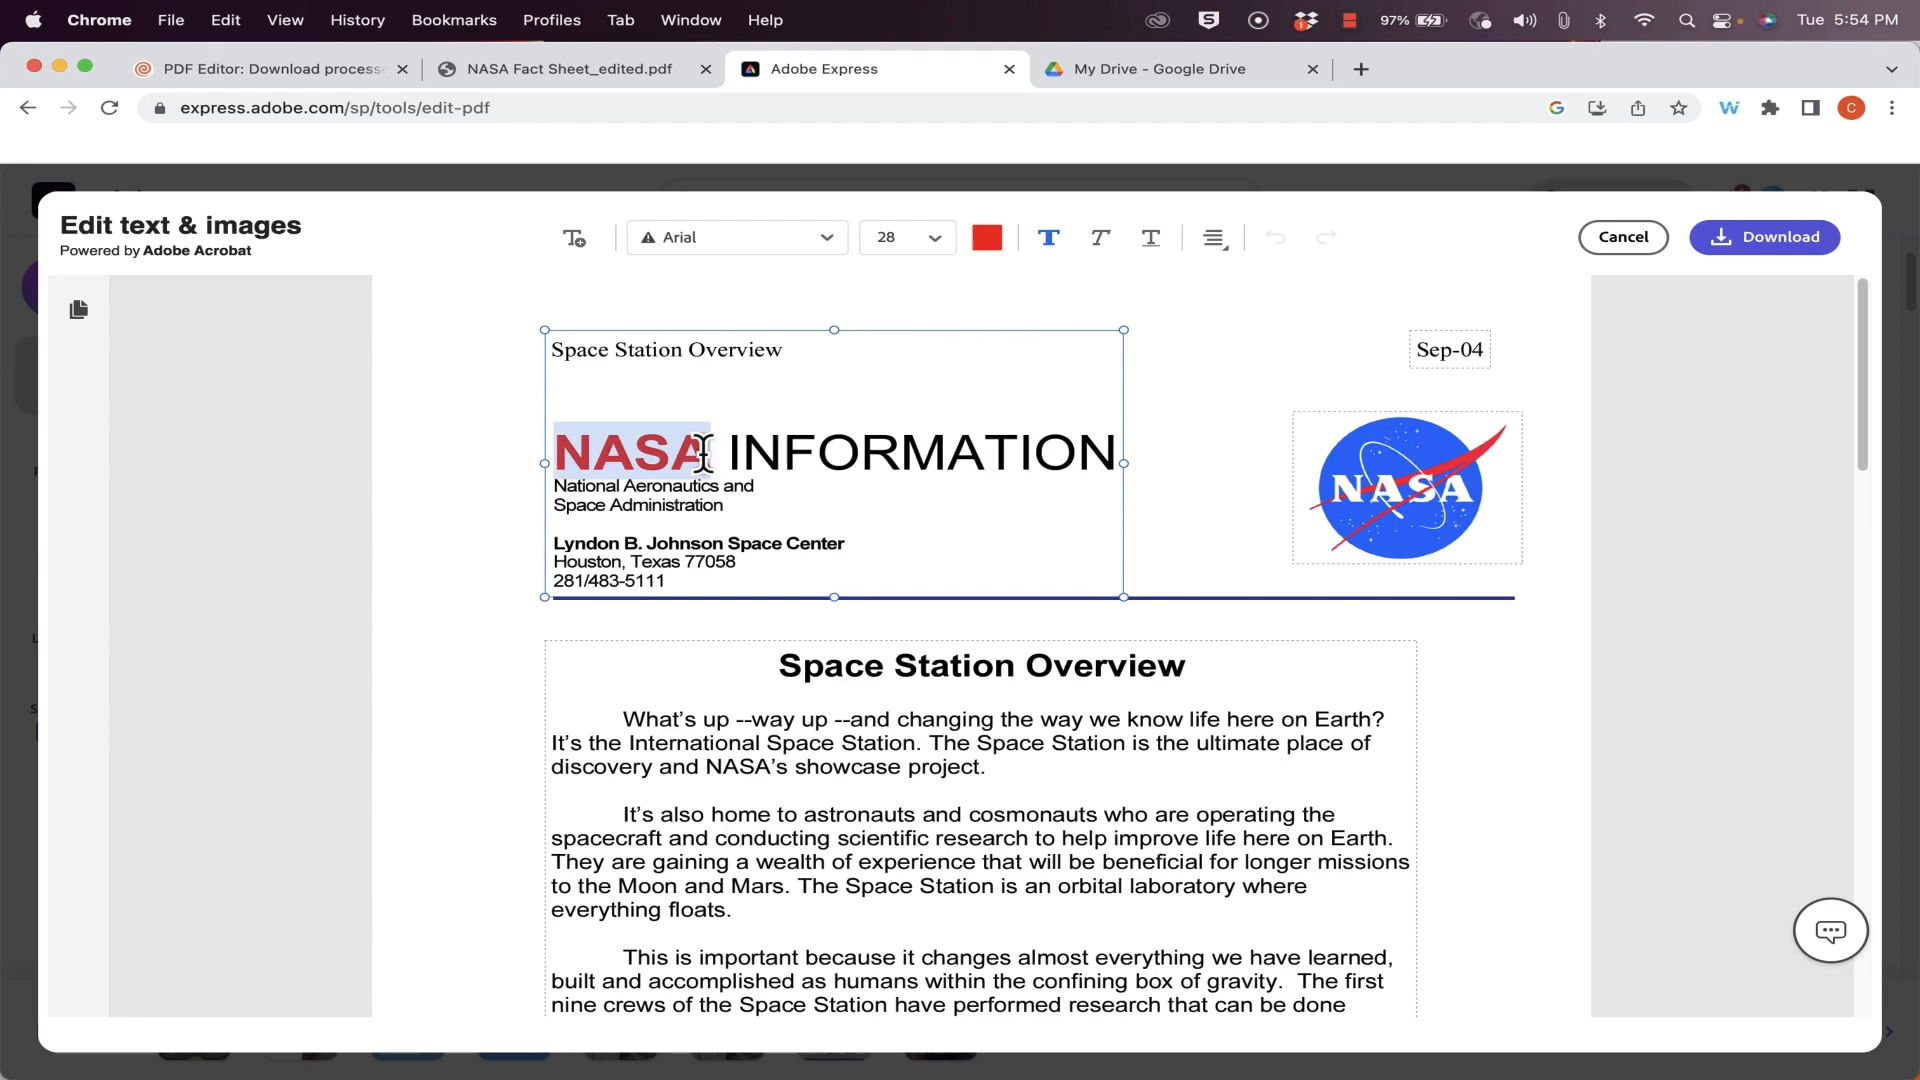 Chrome File Edit View History Bookmarks Profiles Tab Window Help 1 97% Tue 5:54 PM
PDF Editor: Download process NASA Fact Sheet_edited.pdf Adobe Express My Drive - Google Drive
express.adobe.com/sp/tools/edit-pdf C
Edit text & images
Powered by Adobe Acrobat
Arial 28 Cancel Download
Space Station Overview Sep-04
NASA INFORMATION
National Aeronautics and
Space Administration
Lyndon B. Johnson Space Center
Houston, Texas 77058
281/483-5111
NASA
Space Station Overview
What's up --way up --and changing the way we know life here on Earth?
It's the International Space Station. The Space Station is the ultimate place of
discovery and NASA's showcase project.
It's also home to astronauts and cosmonauts who are operating the
spacecraft and conducting scientific research to help improve life here on Earth.
They are gaining a wealth of experience that will be beneficial for longer missions
to the Moon and Mars. The Space Station is an orbital laboratory where
everything floats.
This is important because it changes almost everything we have learned,
built and accomplished as humans within the confining box of gravity. The first
nine crews of the Space Station have performed research that can be done